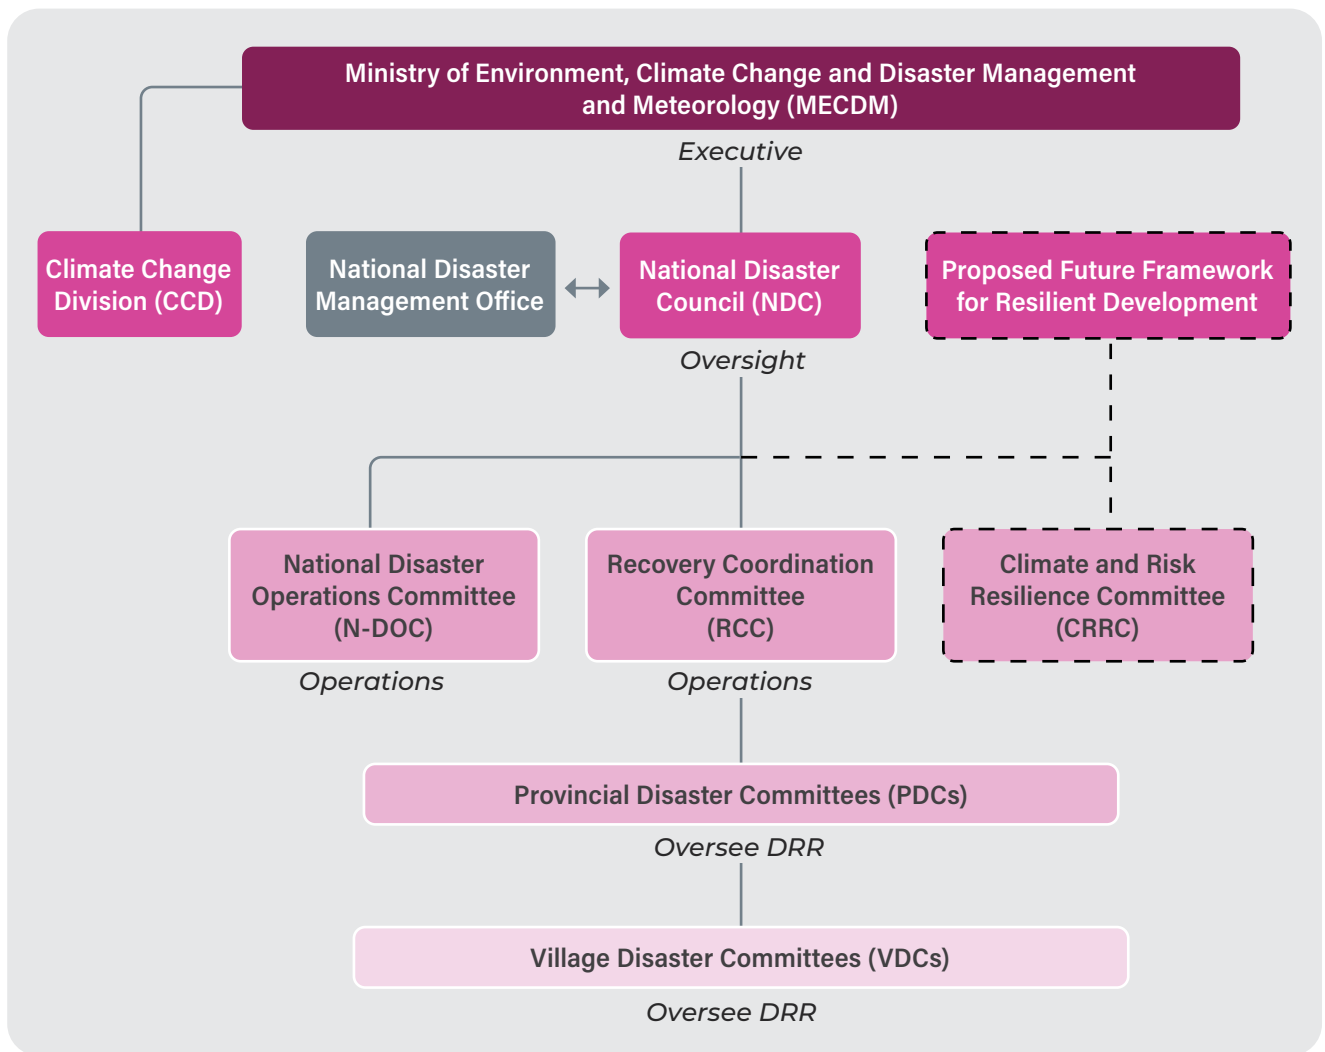 Ministry of Environment, Climate Change and Disaster Management
and Meteorology (MECDM)
Executive
Climate Change
Division (CCD)
National Disaster
Management Office
National Disaster
Council (NDC)
Oversight
Proposed Future Framework
for Resilient Development
National Disaster
Operations Committee
(N-DOC)
Operations
Recovery Coordination
Committee
(RCC)
Operations
Climate and Risk
Resilience Committee
(CRRC)
Provincial Disaster Committees (PDCs)
Oversee DRR
Village Disaster Committees (VDCs)
Oversee DRR